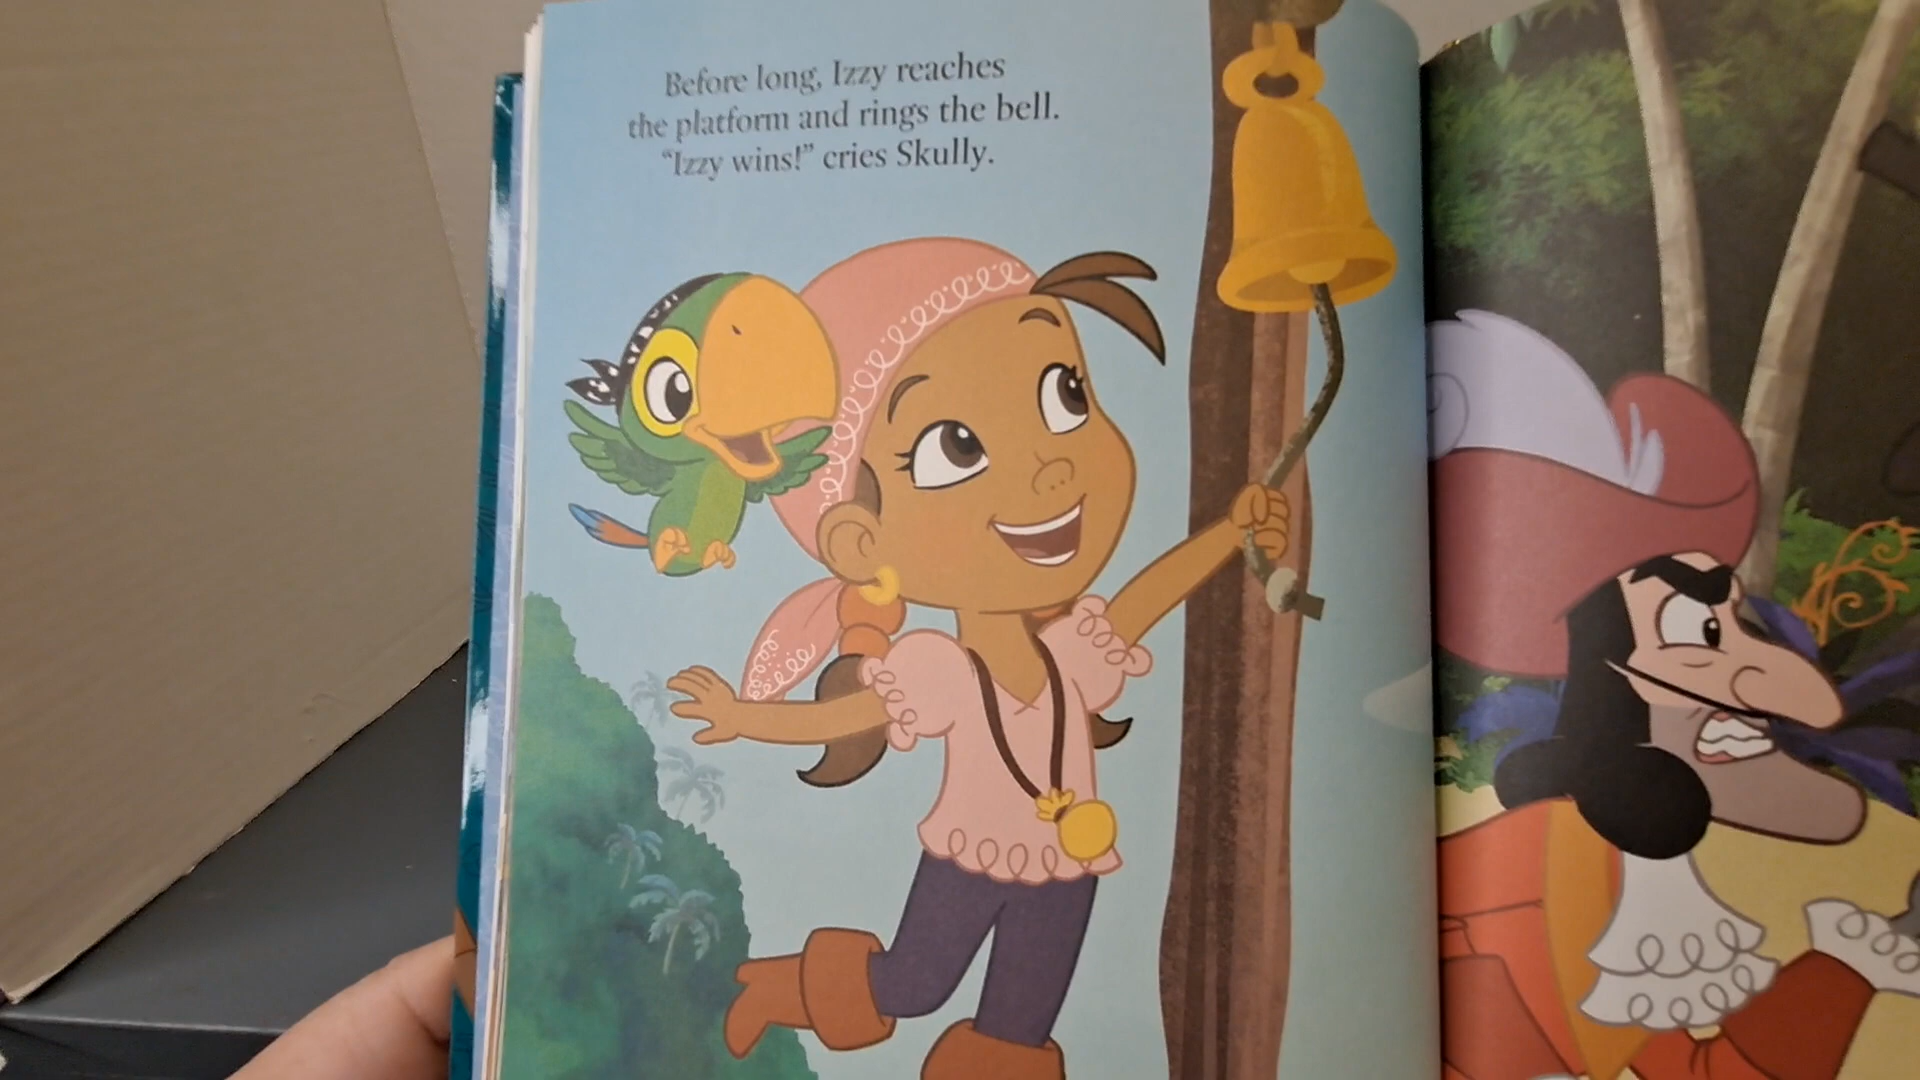 Before long, Izzy reaches
the platform and rings the bell.
“Izzy wins!” cries Skully.